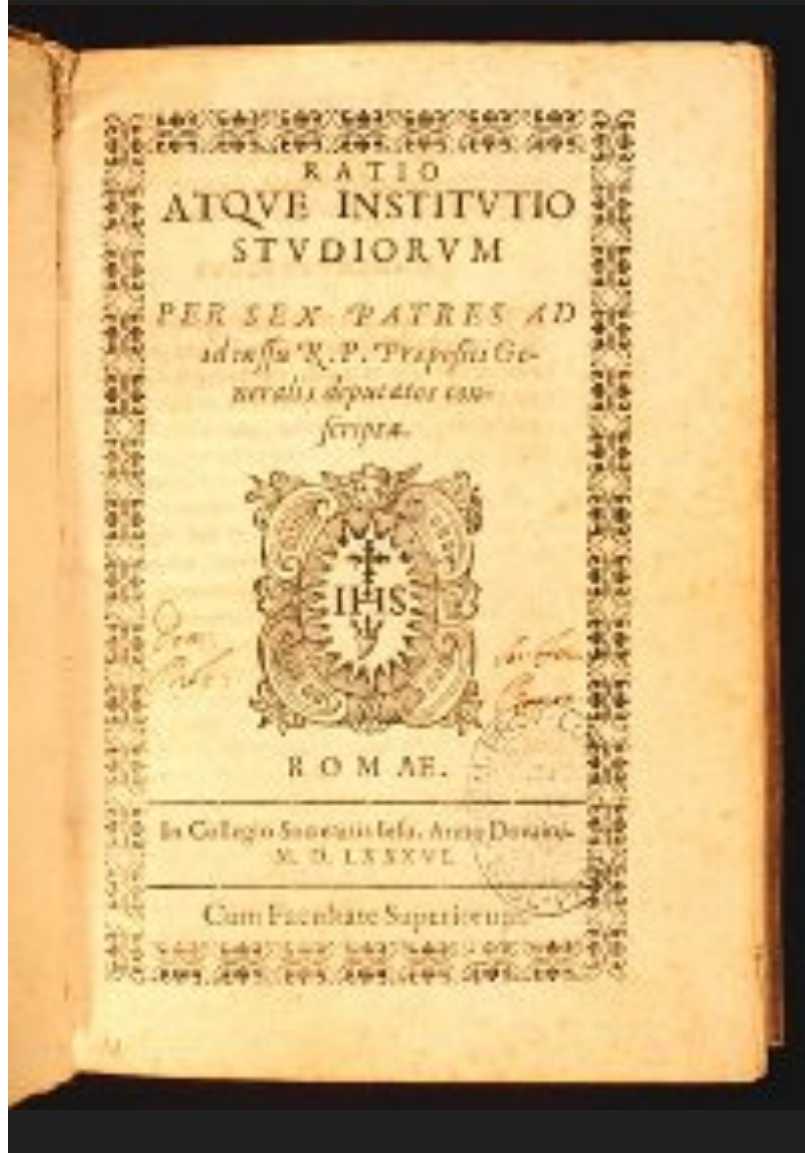 RATIO
ATQVE INSTITVTIO
STVDIORVM
PER SEX PATRES AD
id iussu R. P. Præpositi Ge-
neralis deputatos con-
scripta.
IHS
ROMAE.
In Collegio Societatis Iesu. Anno Domini.
M. D. LXXXVI.
Cum Facultate Superiorum.